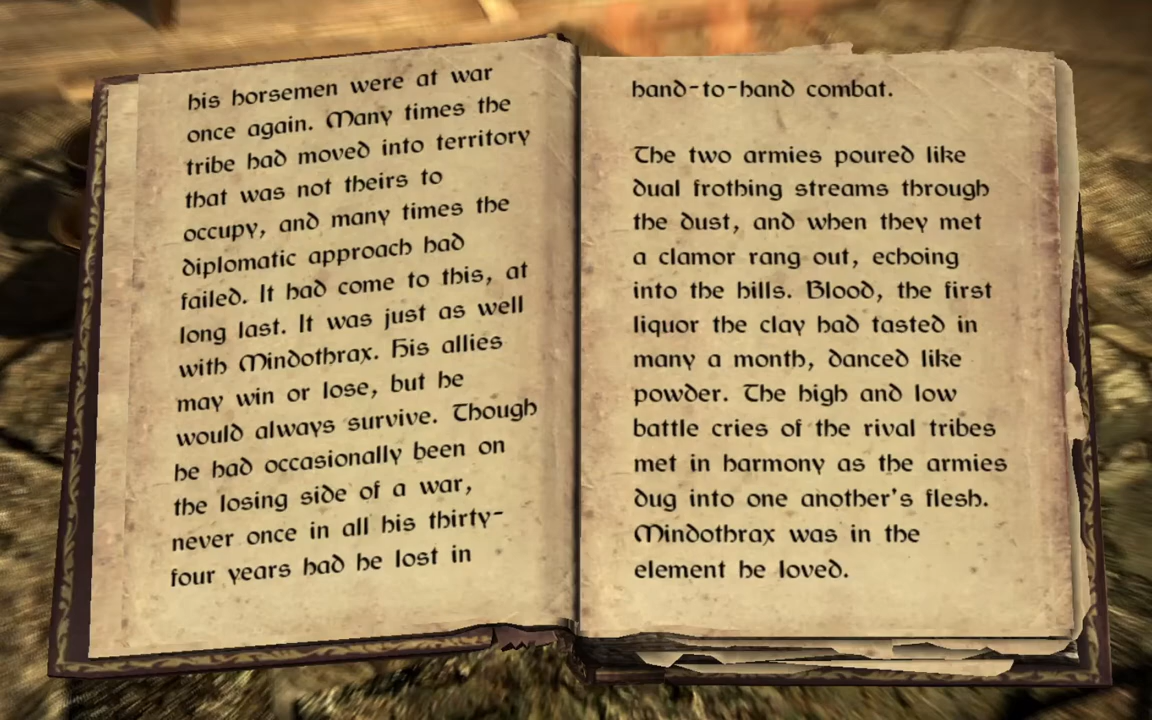 his horsemen were at war
once again. Many times the
tribe had moved into territory
that was not theirs to
occupy, and many times the
diplomatic approach had
failed. It had come to this, at
long last. It was just as well
with Mindothrax. His allies
may win or lose, but he
would always survive. Though
he had occasionally been on
the losing side of a war,
never once in all his thirty-
four years had he lost in
hand-to-hand combat.
The two armies poured like
dual frothing streams through
the dust, and when they met
a clamor rang out, echoing
into the hills. Blood, the first
liquor the clay had tasted in
many a month, danced like
powder. The high and low
battle cries of the rival tribes
met in harmony as the armies
dug into one another's flesh.
Mindothrax was in the
element he loved.